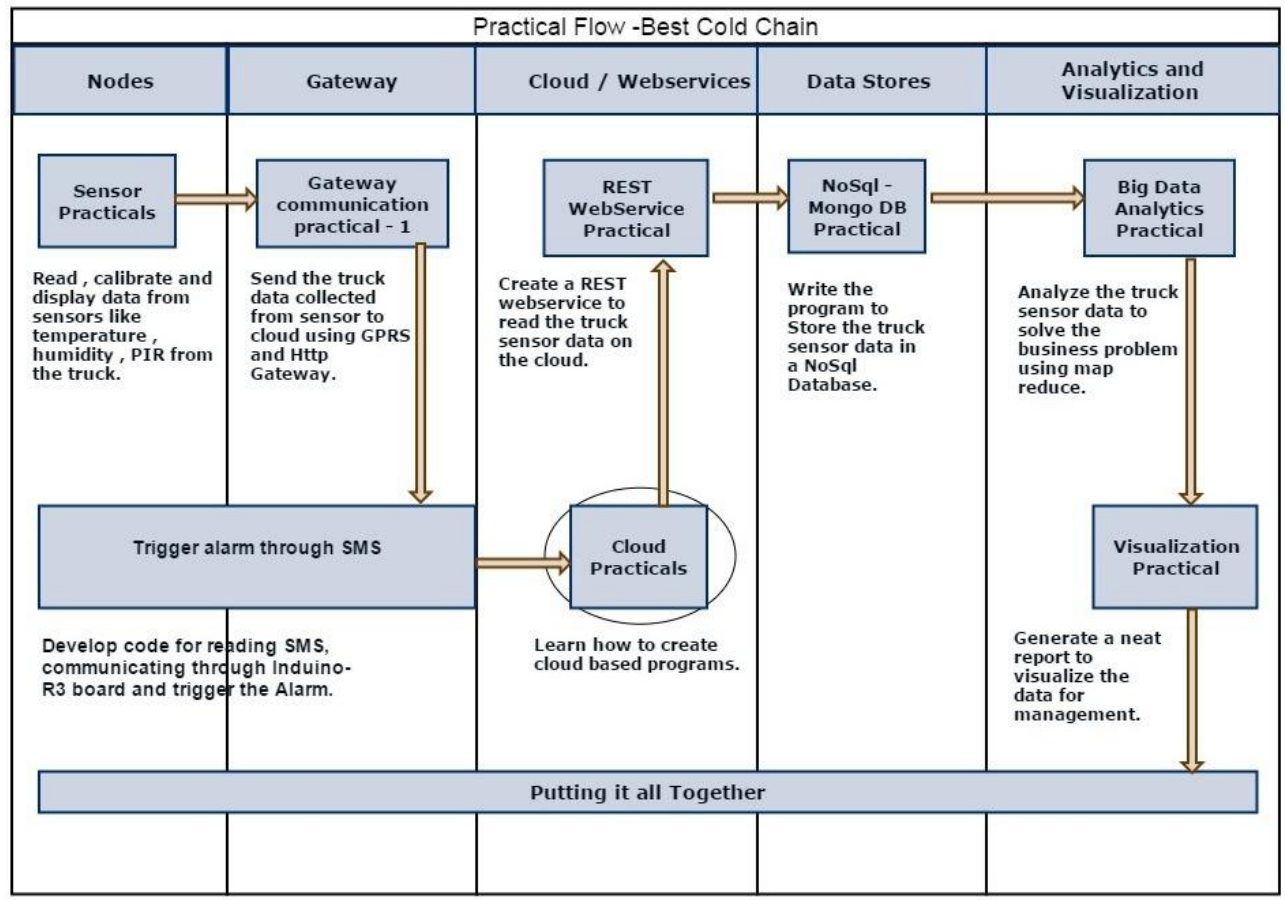 Practical Flow -Best Cold Chain
Nodes
Gateway
Cloud / Webservices
Data Stores
Analytics and
Visualization
Sensor
Practicals
Gateway
communication
practical - 1
REST
WebService
Practical
NoSql -
Mongo DB
Practical
Big Data
Analytics
Practical
Read , calibrate and
display data from
sensors like
temperature ,
humidity , PIR from
the truck.
Send the truck
data collected
from sensor to
cloud using GPRS
and Http
Gateway.
Create a REST
webservice to
read the truck
sensor data on
the cloud.
Write the
program to
Store the truck
sensor data in
a NoSql
Database.
Analyze the truck
sensor data to
solve the
business problem
using map
reduce.
Trigger alarm through SMS
Cloud
Practicals
Visualization
Practical
Develop code for reading SMS,
communicating through Induino-
R3 board and trigger the Alarm.
Learn how to create
cloud based programs.
Generate a neat
report to
visualize the
data for
management.
Putting it all Together